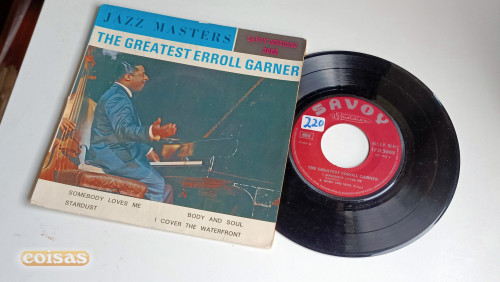 JAZZ MASTERS
THE GREATEST ERROLL GARNER
SOMEBODY LOVES ME
STARDUST
BODY AND SOUL
I COVER THE WATERFRONT
SAVOY
220
THE GREATEST ERROLL GARNER
coisas